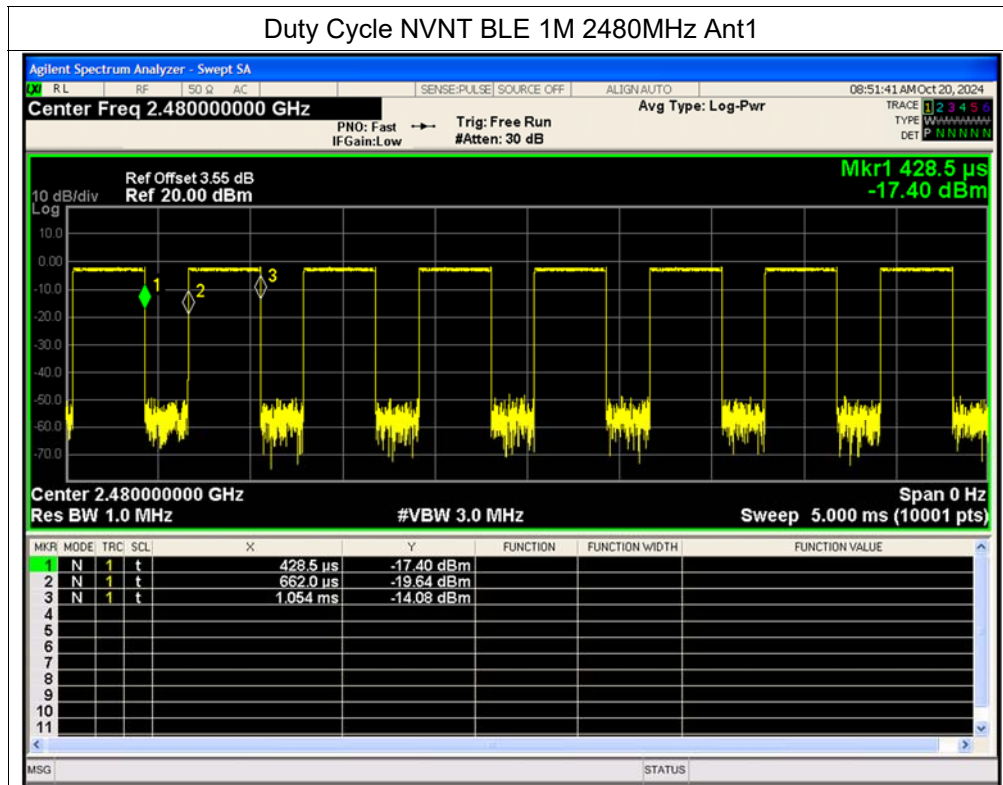 Duty Cycle NVNT BLE 1M 2480MHz Ant1
Agilent Spectrum Analyzer - Swept SA
RL RF 50 Ω AC SENSE:PULSE SOURCE OFF ALIGN AUTO 08:51:41 AM Oct 20, 2024
Center Freq 2.480000000 GHz
PNO: Fast
IFGain:Low
Trig: Free Run
#Atten: 30 dB
Avg Type: Log-Pwr
TRACE 1 2 3 4 5 6
TYPE W
DET P N N N N N
Mkr1 428.5 µs
-17.40 dBm
Ref Offset 3.55 dB
10 dB/div Ref 20.00 dBm
Log
10.0
0.00
-10.0
-20.0
-30.0
-40.0
-50.0
-60.0
-70.0
1
2
3
Center 2.480000000 GHz Span 0 Hz
Res BW 1.0 MHz #VBW 3.0 MHz Sweep 5.000 ms (10001 pts)
MKR MODE TRC SCL X Y FUNCTION FUNCTION WIDTH FUNCTION VALUE
1 N 1 t 428.5 µs -17.40 dBm
2 N 1 t 662.0 µs -19.64 dBm
3 N 1 t 1.054 ms -14.08 dBm
4
5
6
7
8
9
10
11
MSG STATUS